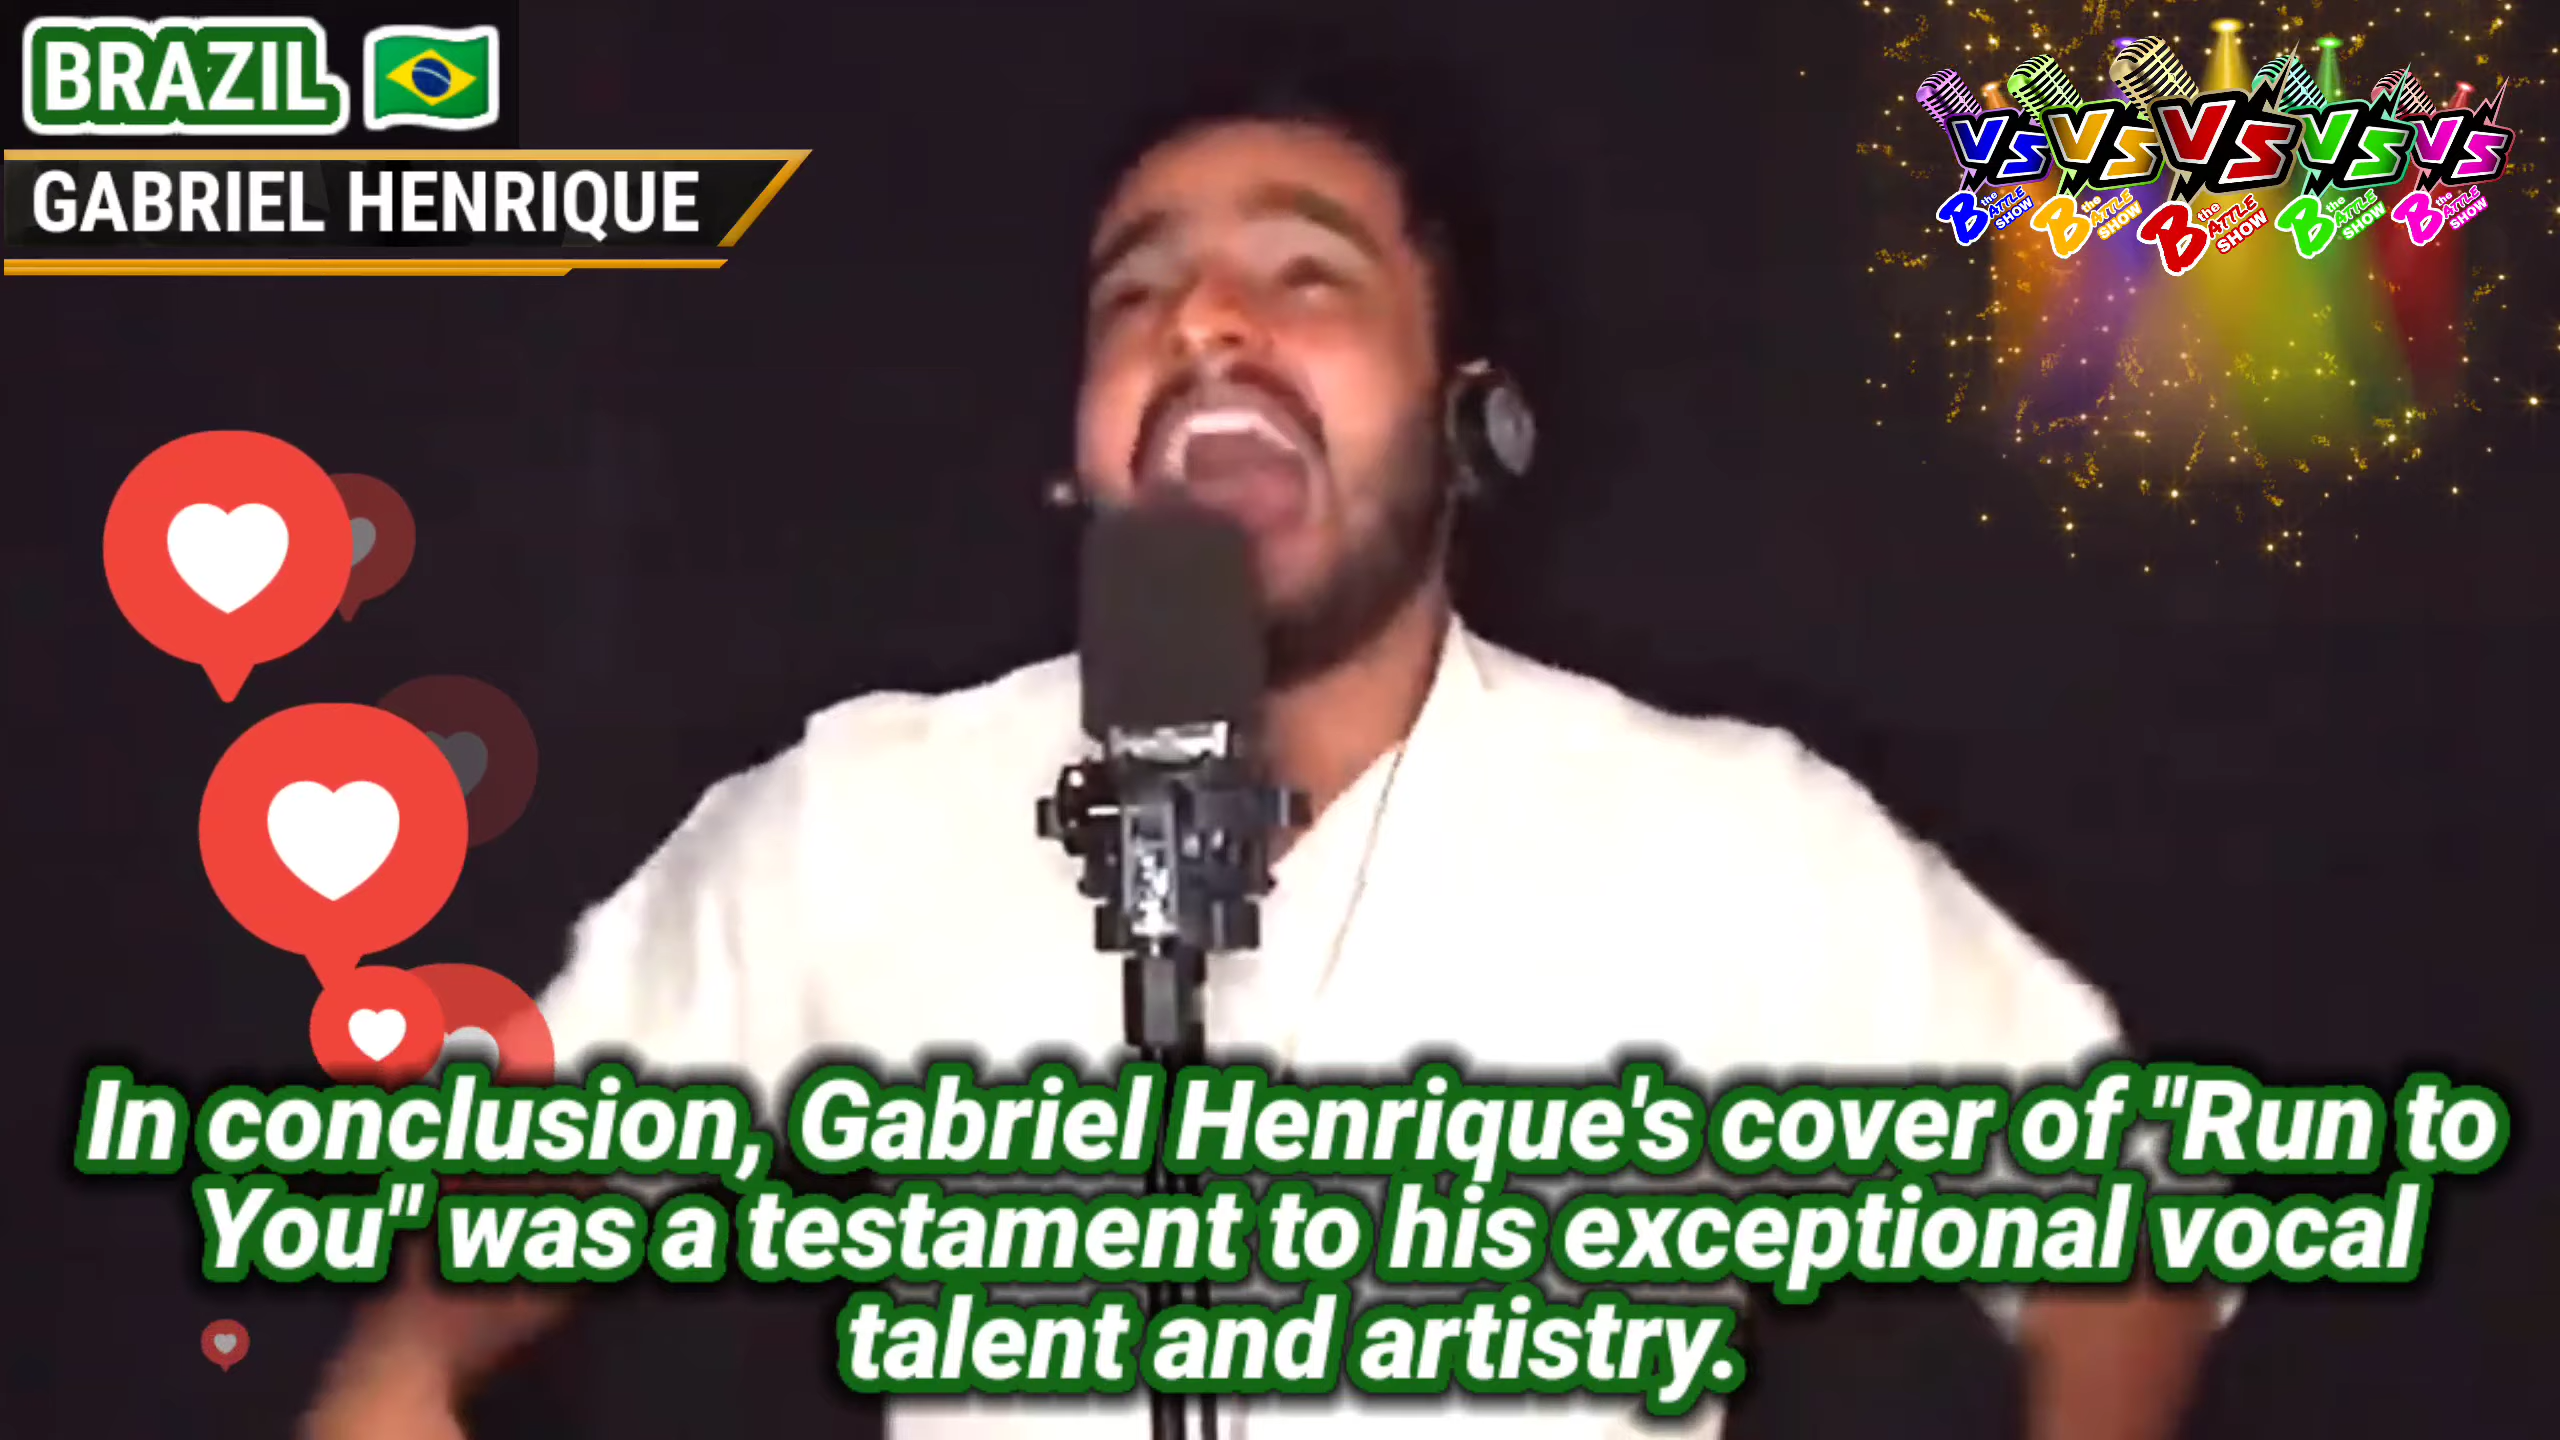 BRAZIL
GABRIEL HENRIQUE
VS VS VS VS VS
the BATTLE SHOW the BATTLE SHOW the BATTLE SHOW the BATTLE SHOW the BATTLE SHOW
In conclusion, Gabriel Henrique's cover of "Run to
You" was a testament to his exceptional vocal
talent and artistry.